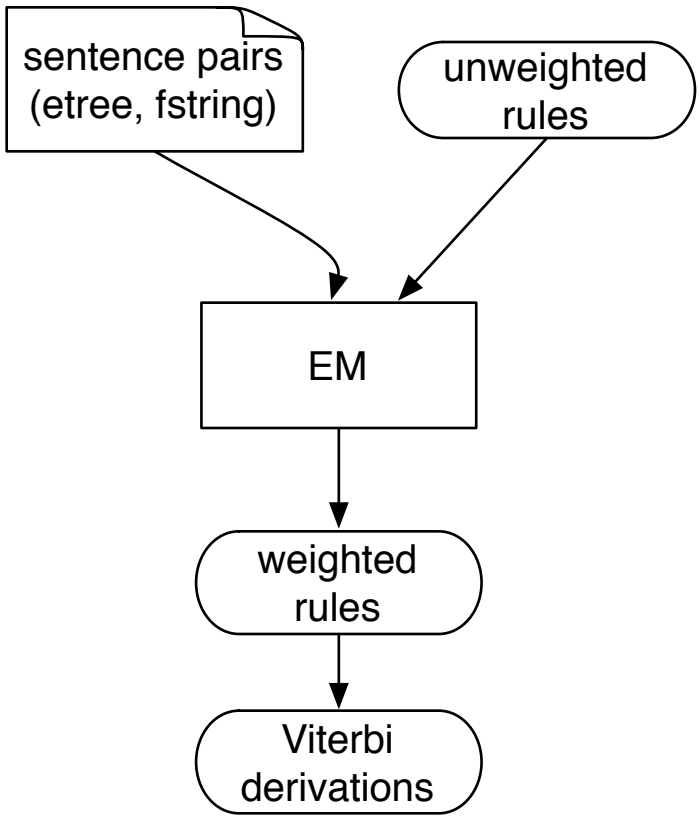 sentence pairs
(etree, fstring)
unweighted
rules
EM
weighted
rules
Viterbi
derivations